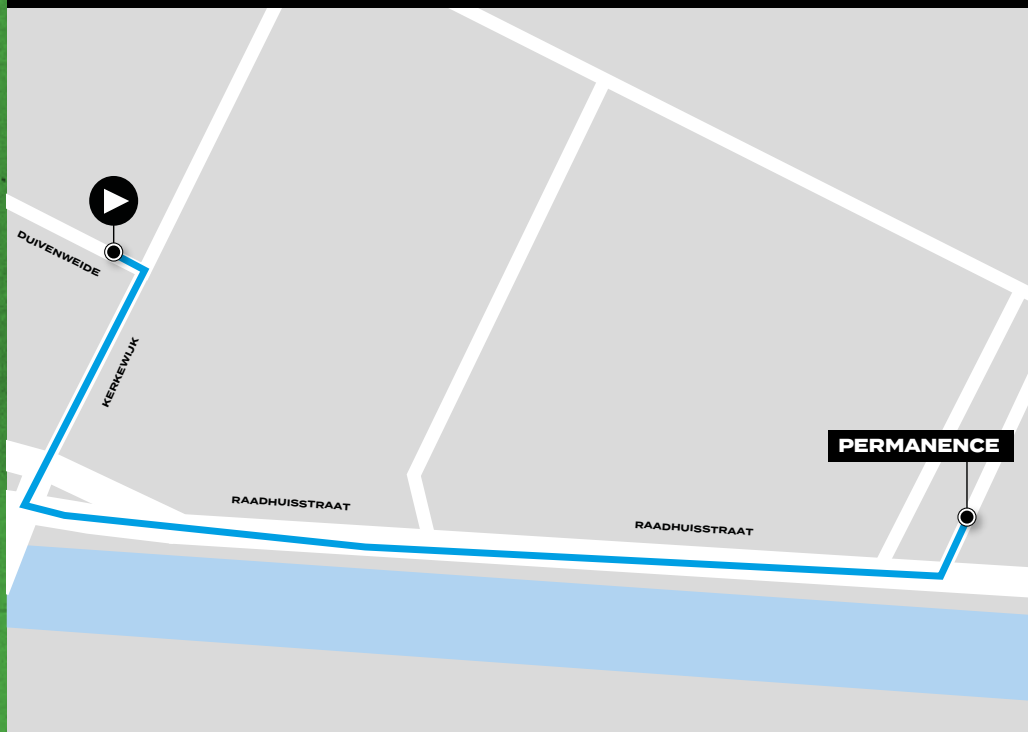 DUIVENWEIDE
KERKEWIJK
PERMANENCE
RAADHUISSTRAAT
RAADHUISSTRAAT